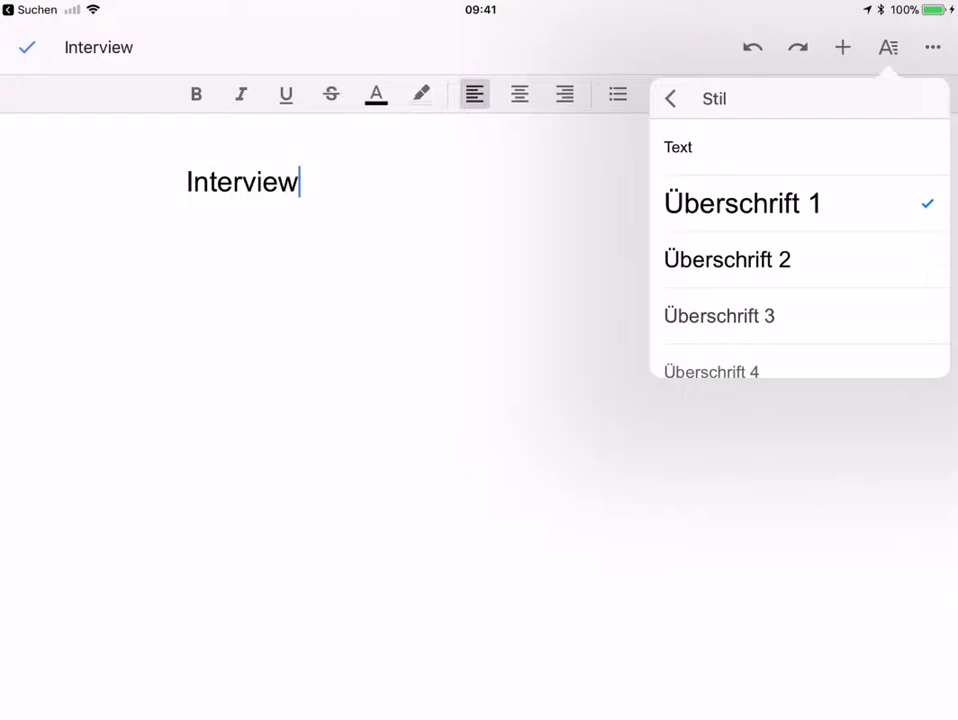 Suchen
09:41
100%
Interview
B I U S A
Stil
Text
Überschrift 1
Überschrift 2
Überschrift 3
Überschrift 4
Interview